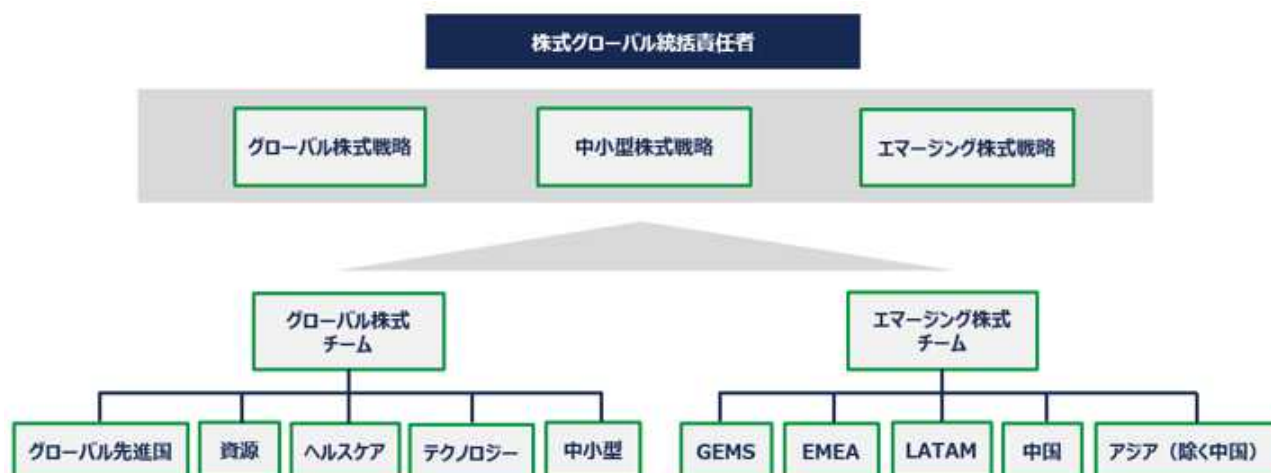 株式グローバル統括責任者
グローバル株式戦略
中小型株式戦略
エマージング株式戦略
グローバル株式
チーム
エマージング株式
チーム
グローバル先進国
資源
ヘルスケア
テクノロジー
中小型
GEMS
EMEA
LATAM
中国
アジア（除く中国）